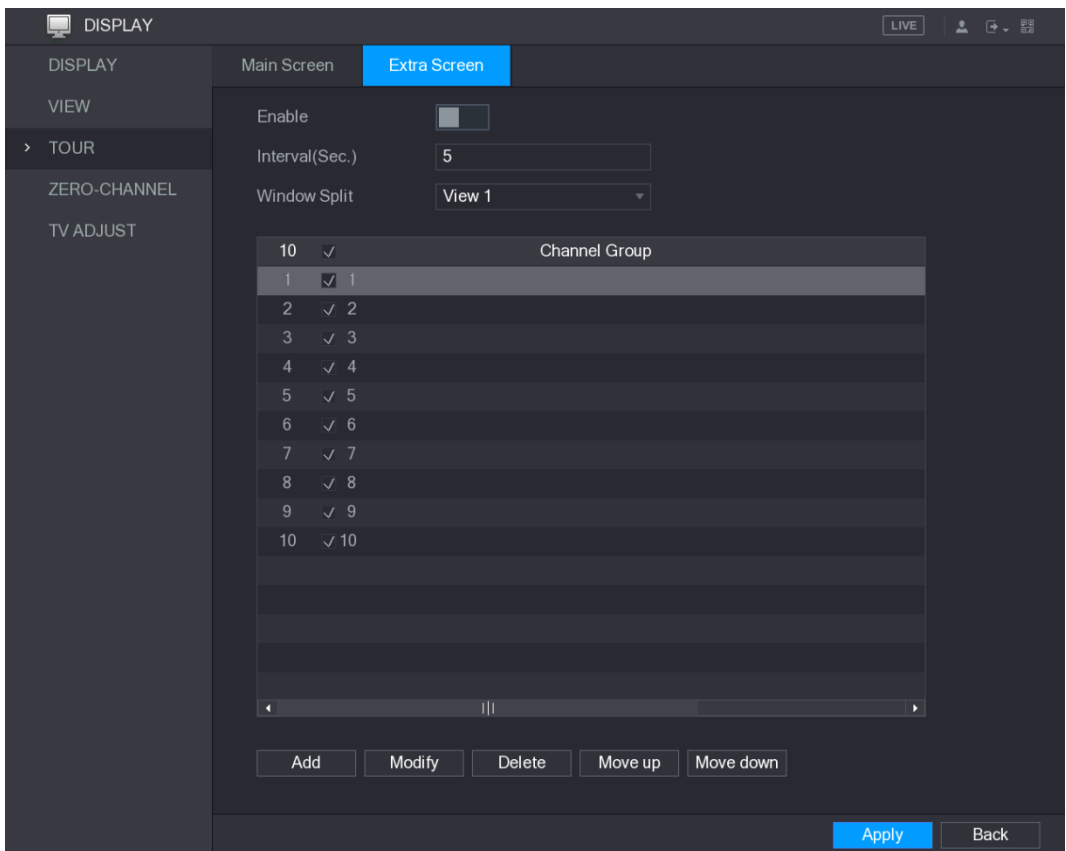 DISPLAY LIVE
DISPLAY
VIEW
TOUR
ZERO-CHANNEL
TV ADJUST
Main Screen Extra Screen
Enable
Interval(Sec.) 5
Window Split View 1
10 Channel Group
1 1
2 2
3 3
4 4
5 5
6 6
7 7
8 8
9 9
10 10
Add Modify Delete Move up Move down
Apply Back